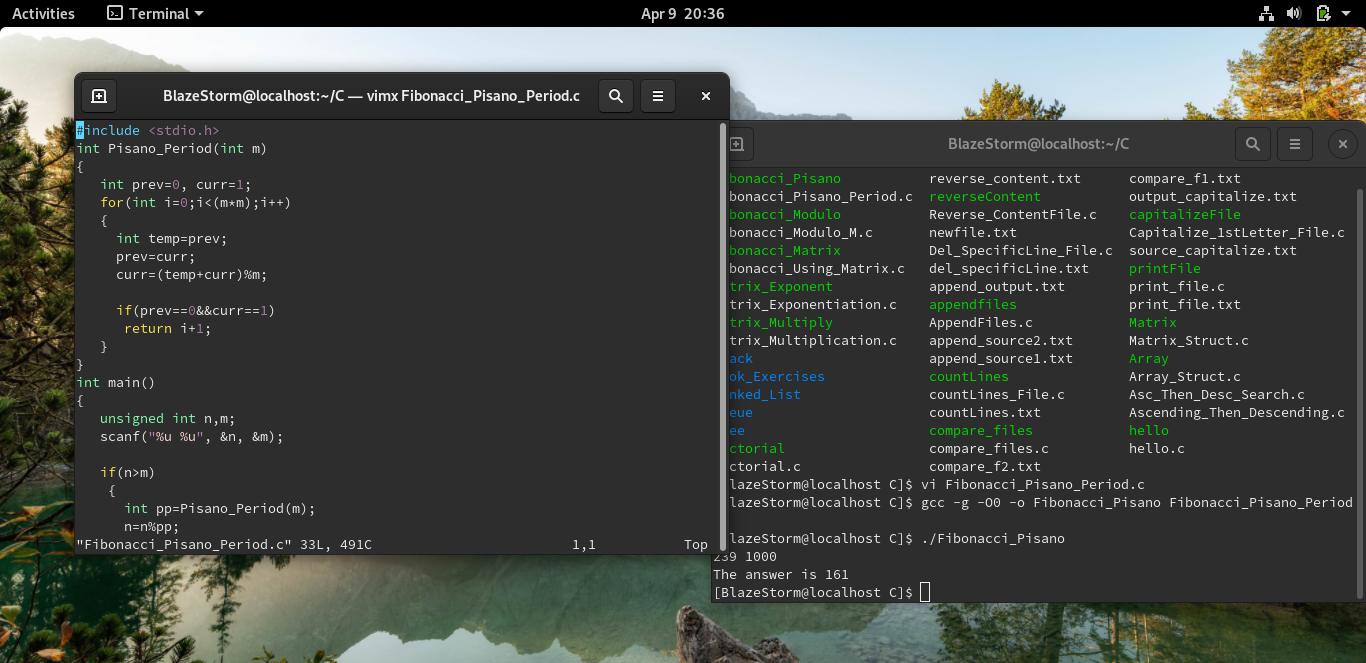 Activities Terminal Apr 9 20:36
BlazeStorm@localhost:~/C — vimx Fibonacci_Pisano_Period.c
#include <stdio.h>
int Pisano_Period(int m)
{
int prev=0, curr=1;
for(int i=0;i<(m*m);i++)
{
int temp=prev;
prev=curr;
curr=(temp+curr)%m;
if(prev==0&&curr==1)
return i+1;
}
}
int main()
{
unsigned int n,m;
scanf("%u %u", &n, &m);
if(n>m)
{
int pp=Pisano_Period(m);
n=n%pp;
"Fibonacci_Pisano_Period.c" 33L, 491C 1,1 Top
BlazeStorm@localhost:~/C
bonacci_Pisano reverse_content.txt compare_f1.txt
bonacci_Pisano_Period.c reverseContent output_capitalize.txt
bonacci_Modulo Reverse_ContentFile.c capitalizeFile
bonacci_Modulo_M.c newfile.txt Capitalize_1stLetter_File.c
bonacci_Matrix Del_SpecificLine_File.c source_capitalize.txt
bonacci_Using_Matrix.c del_specificLine.txt printFile
trix_Exponent append_output.txt print_file.c
trix_Exponentiation.c appendfiles print_file.txt
trix_Multiply AppendFiles.c Matrix
trix_Multiplication.c append_source2.txt Matrix_Struct.c
ack append_source1.txt Array
ok_Exercises countLines Array_Struct.c
nked_List countLines_File.c Asc_Then_Desc_Search.c
eue countLines.txt Ascending_Then_Descending.c
ee compare_files hello
ctorial compare_files.c hello.c
ctorial.c compare_f2.txt
lazeStorm@localhost C]$ vi Fibonacci_Pisano_Period.c
lazeStorm@localhost C]$ gcc -g -O0 -o Fibonacci_Pisano Fibonacci_Pisano_Period
lazeStorm@localhost C]$ ./Fibonacci_Pisano
239 1000
The answer is 161
[BlazeStorm@localhost C]$